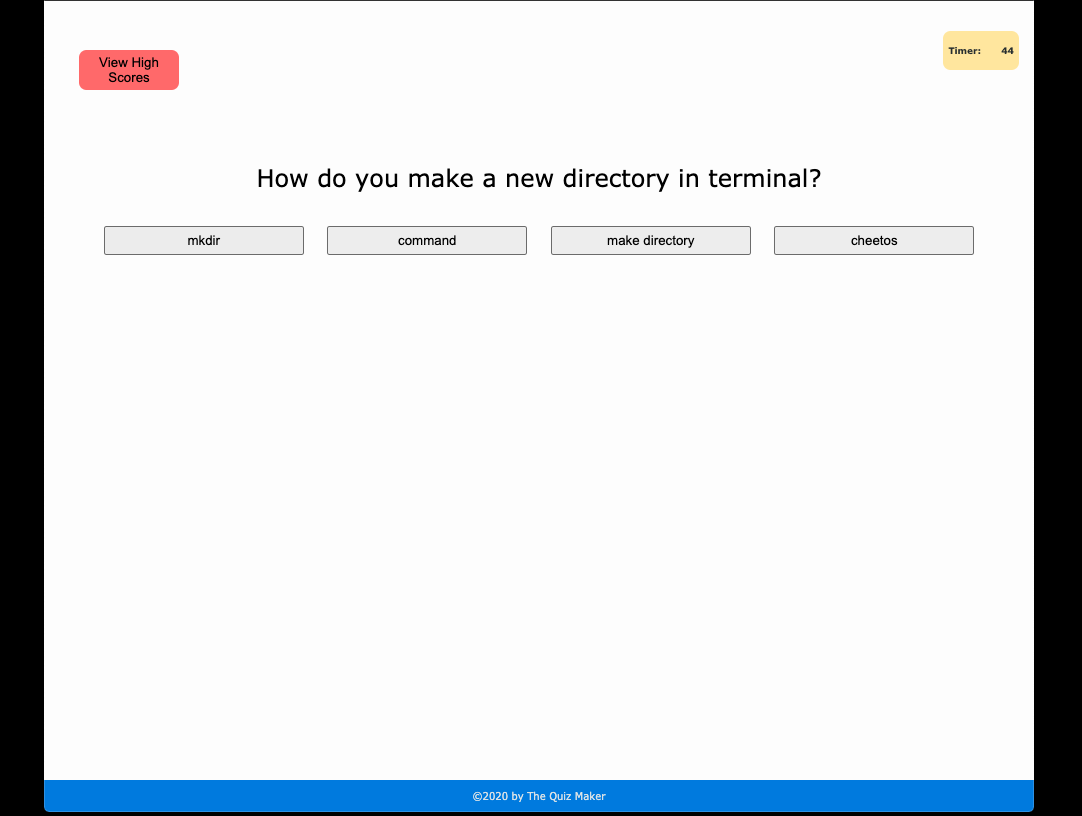 View High
Scores
Timer: 44
How do you make a new directory in terminal?
mkdir
command
make directory
cheetos
©2020 by The Quiz Maker